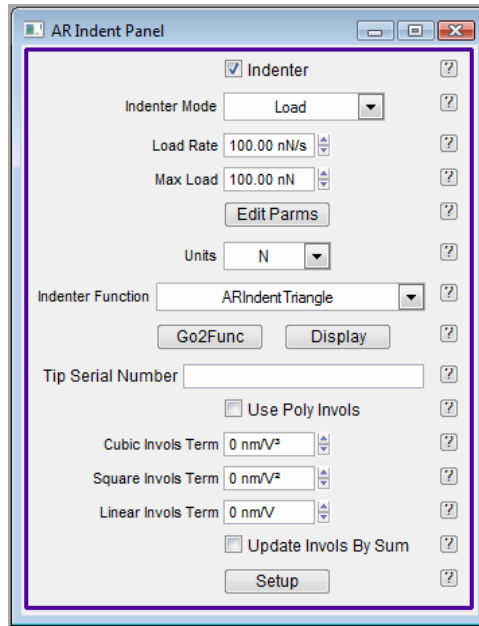 AR Indent Panel
Indenter ?
Indenter Mode Load ?
Load Rate 100.00 nN/s ?
Max Load 100.00 nN ?
Edit Parms ?
Units N ?
Indenter Function ARIndentTriangle ?
Go2Func Display ?
Tip Serial Number ?
Use Poly Invols ?
Cubic Invols Term 0 nm/V³ ?
Square Invols Term 0 nm/V² ?
Linear Invols Term 0 nm/V ?
Update Invols By Sum ?
Setup ?